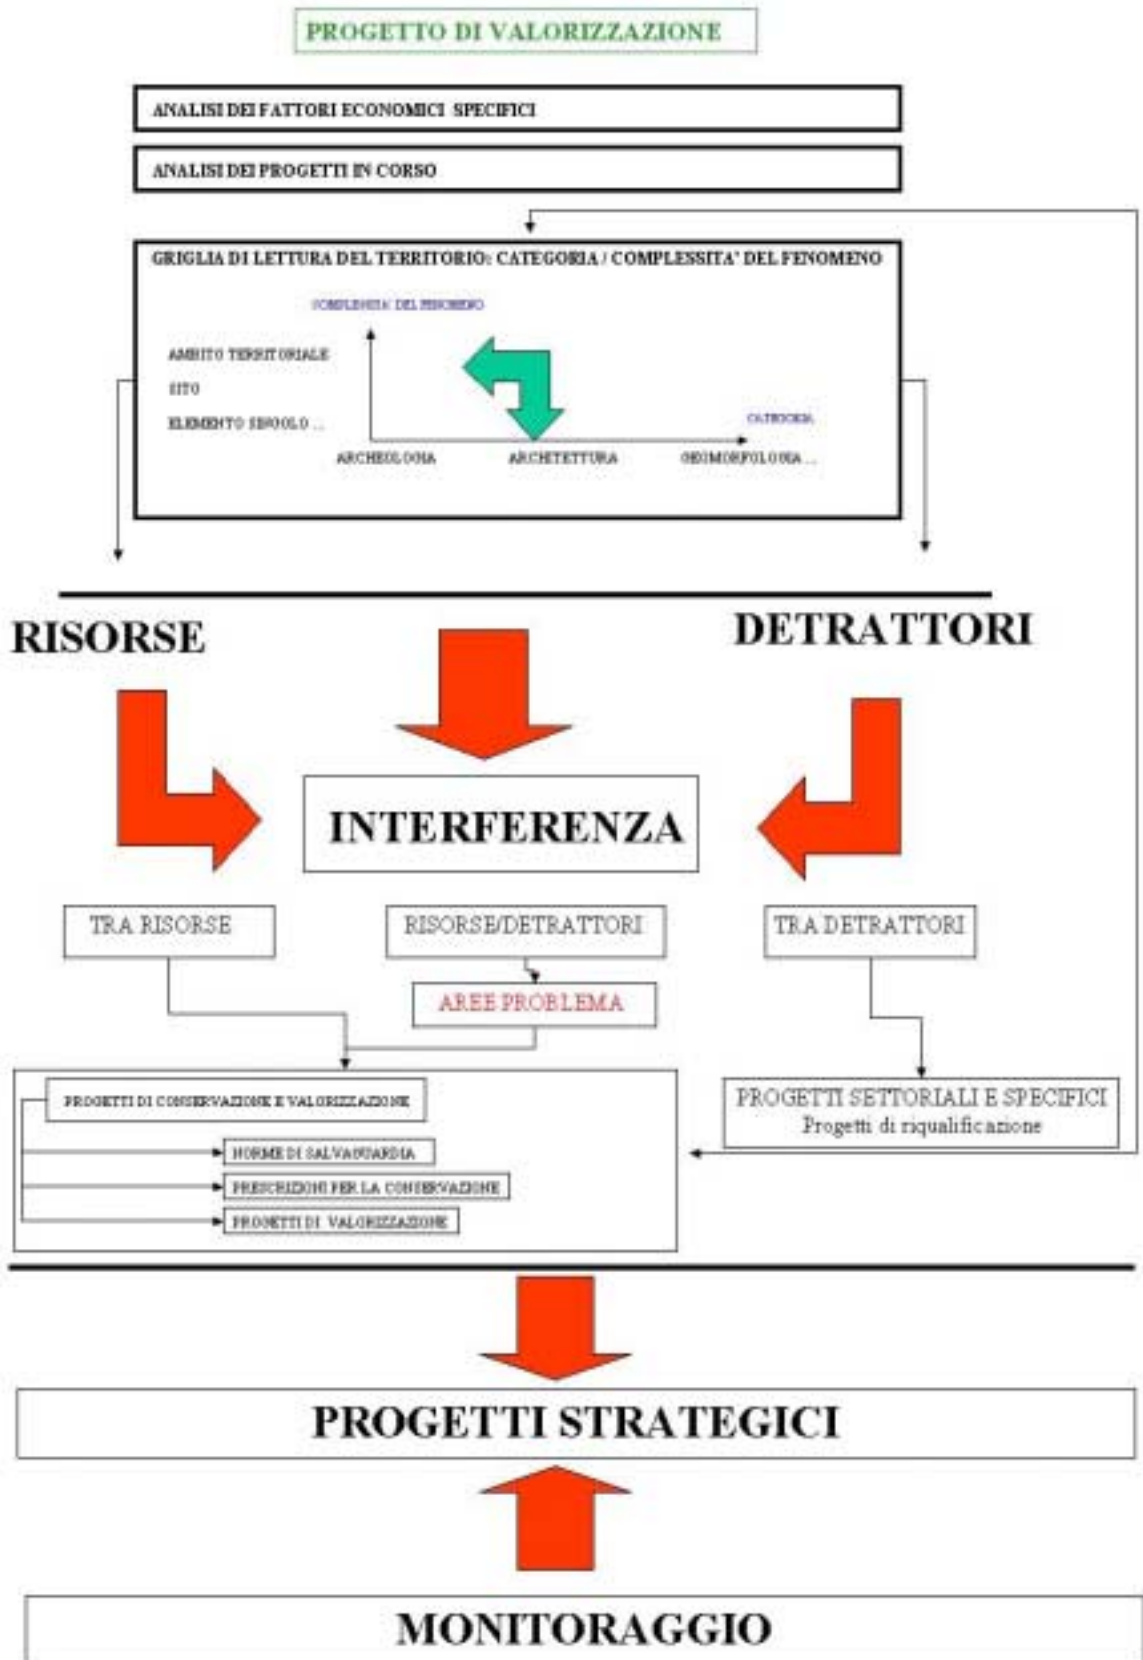 PROGETTO DI VALORIZZAZIONE
ANALISI DEI FATTORI ECONOMICI SPECIFICI
ANALISI DEI PROGETTI IN CORSO
GRIGLIA DI LETTURA DEL TERRITORIO: CATEGORIA / COMPLESSITA' DEL FENOMENO
COMPLESSITA' DEL FENOMENO
AMBITO TERRITORIALE
SITO
ELEMENTO SINGOLO ...
CATEGORIA
ARCHEOLOGIA ARCHITETTURA GEOMORFOLOGIA ...
RISORSE
DETRATTORI
INTERFERENZA
TRA RISORSE
RISORSE/DETRATTORI
TRA DETRATTORI
AREE PROBLEMA
PROGETTI DI CONSERVAZIONE E VALORIZZAZIONE
NORME DI SALVAGUARDIA
PRESCRIZIONI PER LA CONSERVAZIONE
PROGETTI DI VALORIZZAZIONE
PROGETTI SETTORIALI E SPECIFICI
Progetti di riqualificazione
PROGETTI STRATEGICI
MONITORAGGIO